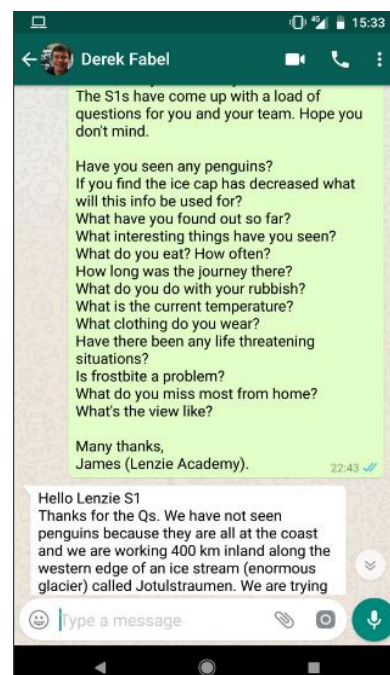 4G 15:33
Derek Fabel
The S1s have come up with a load of
questions for you and your team. Hope you
don't mind.
Have you seen any penguins?
If you find the ice cap has decreased what
will this info be used for?
What have you found out so far?
What interesting things have you seen?
What do you eat? How often?
How long was the journey there?
What do you do with your rubbish?
What is the current temperature?
What clothing do you wear?
Have there been any life threatening
situations?
Is frostbite a problem?
What do you miss most from home?
What's the view like?
Many thanks,
James (Lenzie Academy).
22:43
Hello Lenzie S1
Thanks for the Qs. We have not seen
penguins because they are all at the coast
and we are working 400 km inland along the
western edge of an ice stream (enormous
glacier) called Jotulstraumen. We are trying
Type a message